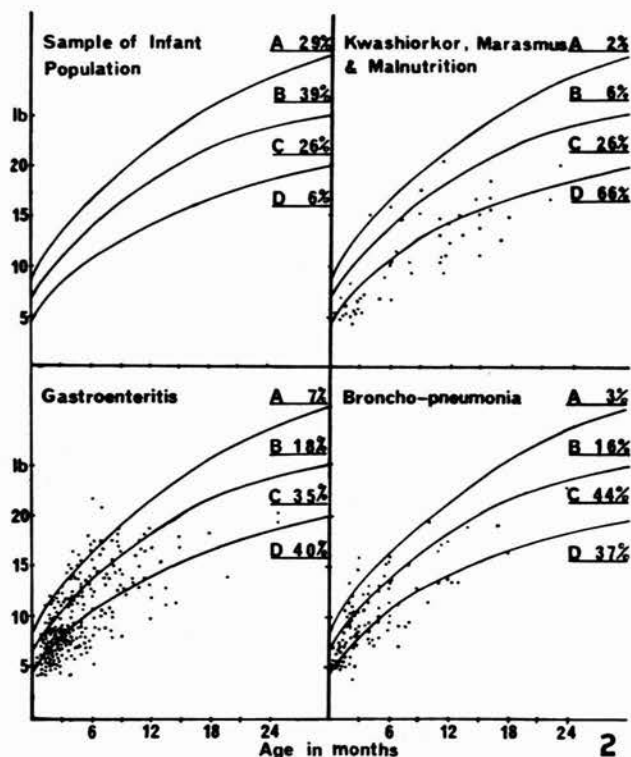 Sample of Infant
Population
A 29%
B 39%
C 26%
D 6%
lb
20
15
10
5
Kwashiorkor, Marasmus
& Malnutrition
A 2%
B 6%
C 26%
D 66%
Gastroenteritis
A 7%
B 18%
C 35%
D 40%
lb
20
15
10
5
6 12 18 24
Broncho-pneumonia
A 3%
B 16%
C 44%
D 37%
6 12 18 24
Age in months
2